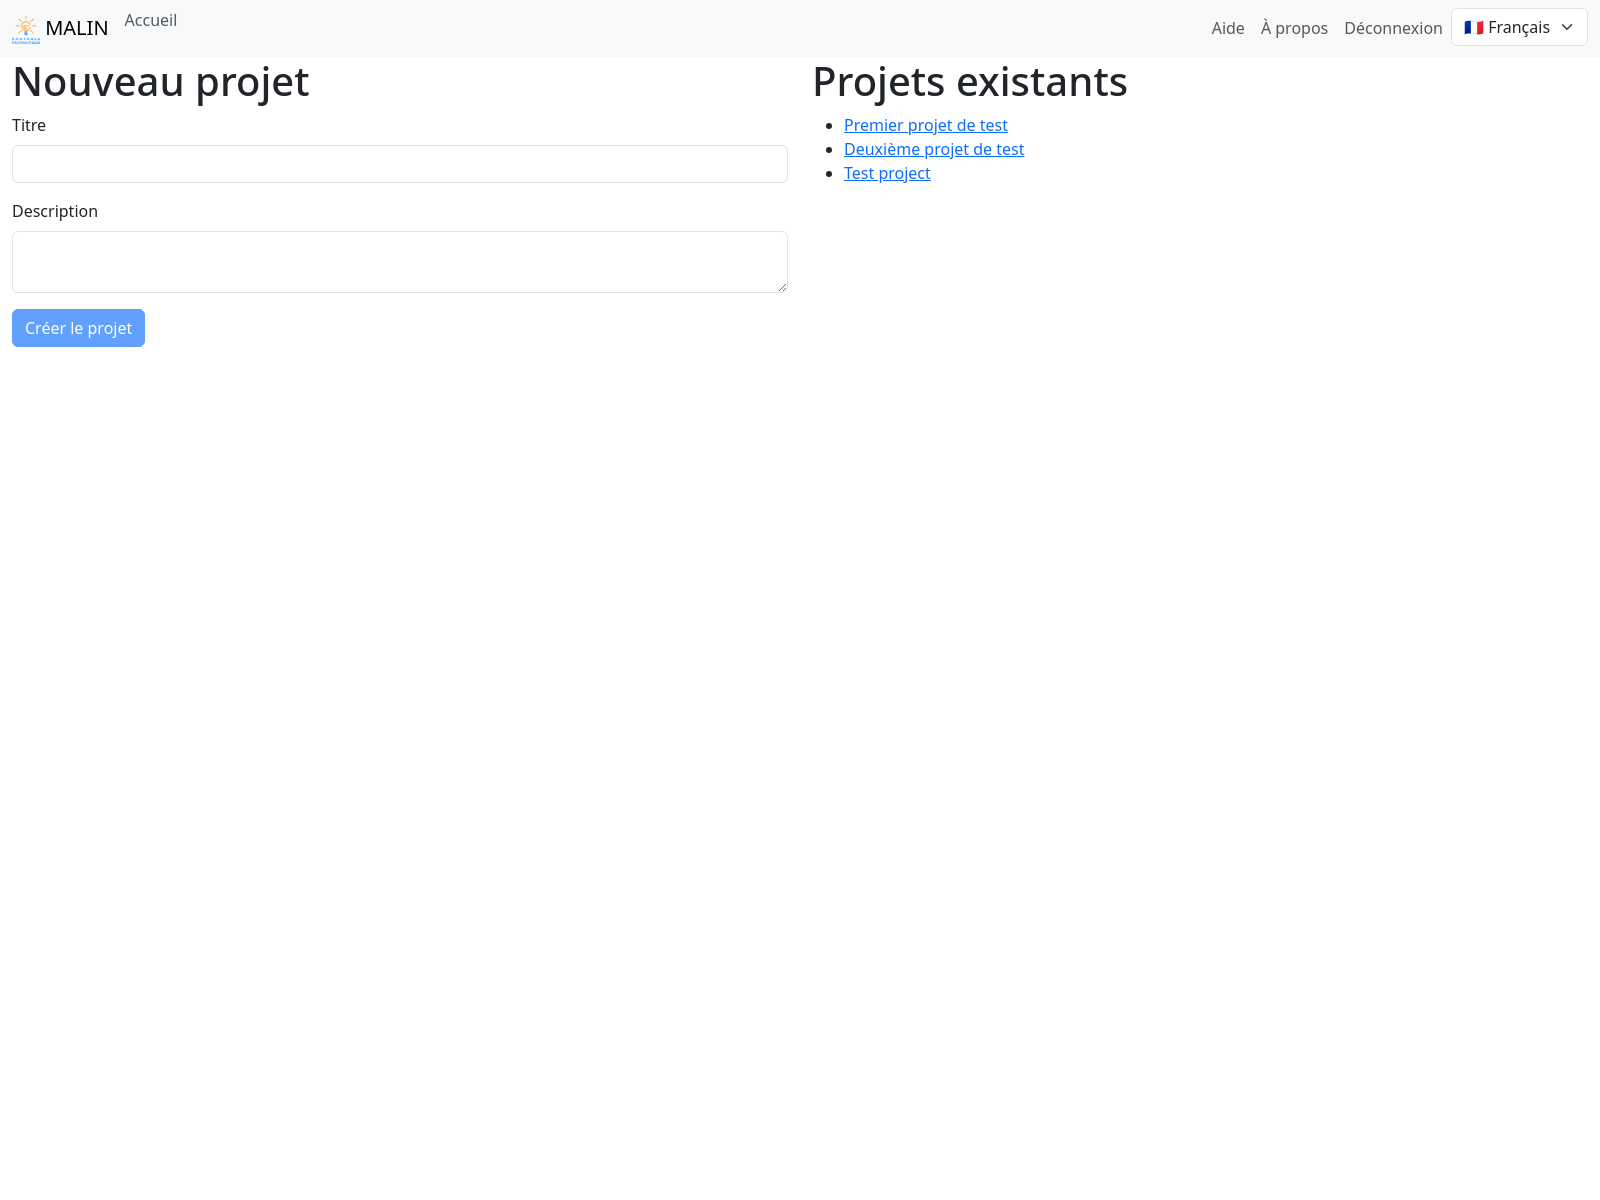 MALIN
Accueil
Aide
À propos
Déconnexion
Français
Nouveau projet
Titre
Description
Créer le projet
Projets existants
Premier projet de test
Deuxième projet de test
Test project